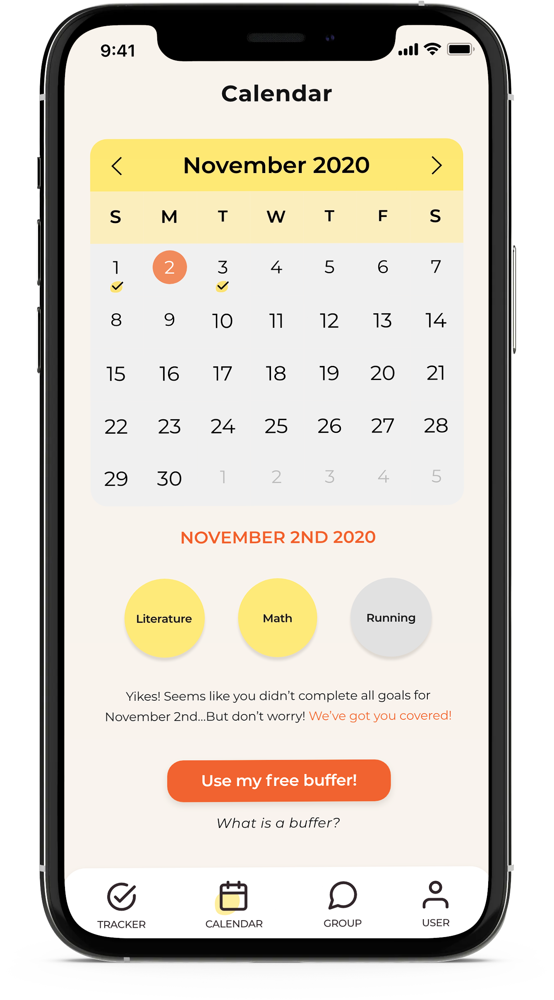 9:41
Calendar
November 2020
S M T W T F S
1 2 3 4 5 6 7
8 9 10 11 12 13 14
15 16 17 18 19 20 21
22 23 24 25 26 27 28
29 30 1 2 3 4 5
NOVEMBER 2ND 2020
Literature Math Running
Yikes! Seems like you didn’t complete all goals for
November 2nd...But don’t worry! We’ve got you covered!
Use my free buffer!
What is a buffer?
TRACKER CALENDAR GROUP USER